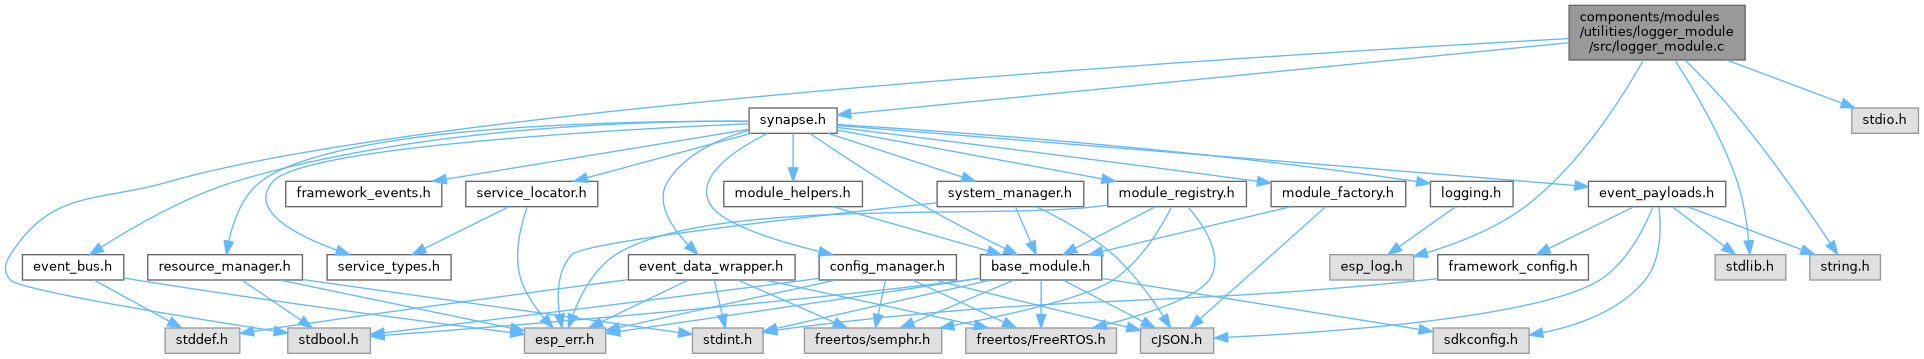 components/modules
/utilities/logger_module
/src/logger_module.c
synapse.h
stdio.h
framework_events.h
service_locator.h
module_helpers.h
system_manager.h
module_registry.h
module_factory.h
logging.h
event_payloads.h
event_bus.h
resource_manager.h
service_types.h
event_data_wrapper.h
config_manager.h
base_module.h
esp_log.h
framework_config.h
stdlib.h
string.h
stddef.h
stdbool.h
esp_err.h
stdint.h
freertos/semphr.h
freertos/FreeRTOS.h
cJSON.h
sdkconfig.h